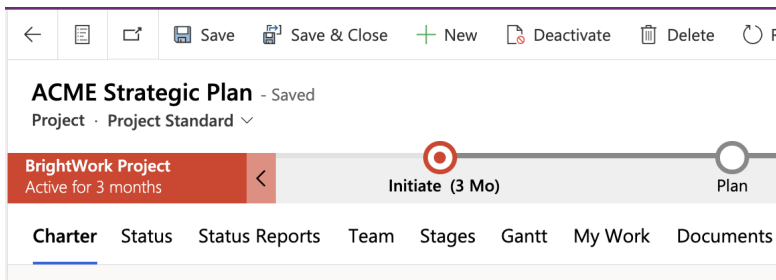 Save Save & Close New Deactivate Delete
ACME Strategic Plan - Saved
Project · Project Standard
BrightWork Project
Active for 3 months
Initiate (3 Mo) Plan
Charter Status Status Reports Team Stages Gantt My Work Documents